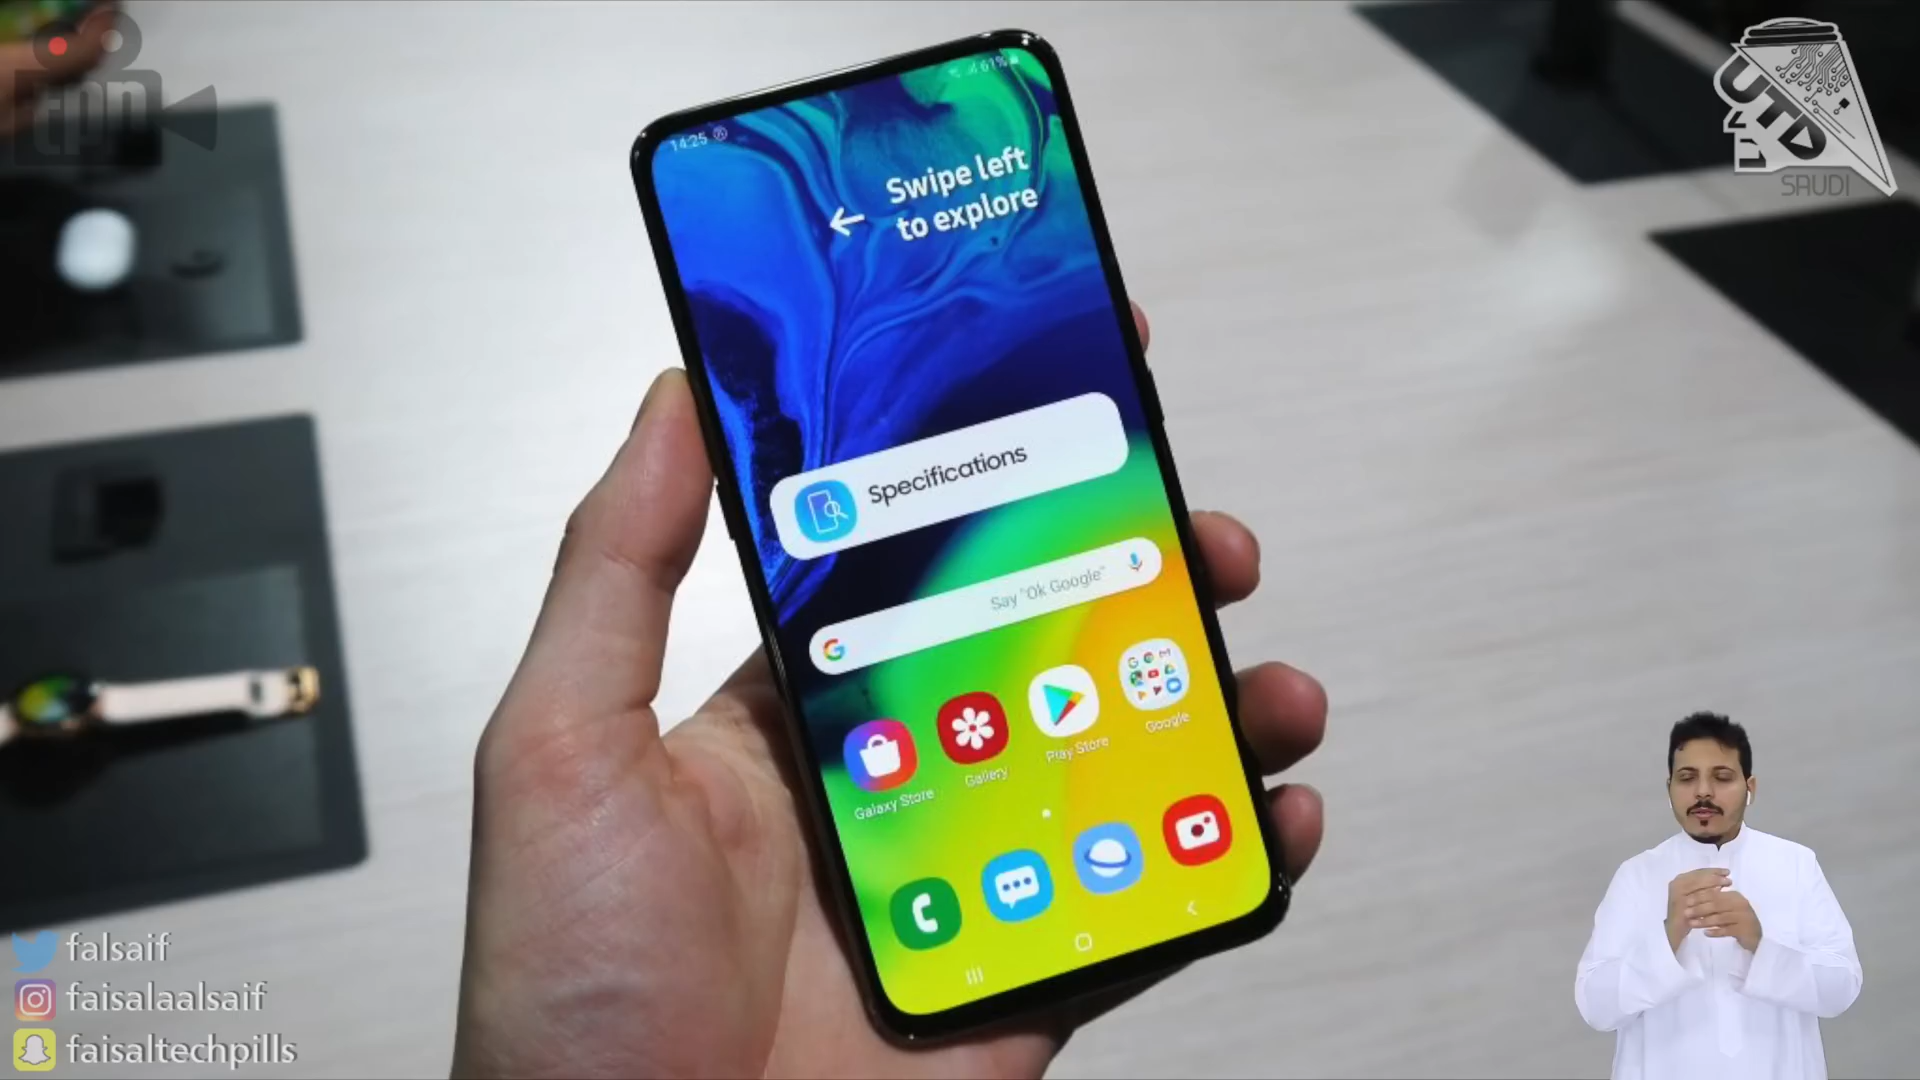 tpn
UTD
SAUDI
14:25
61%
Swipe left
to explore
Specifications
Say "Ok Google"
Galaxy Store
Gallery
Play Store
Google
falsaif
faisalaalsaif
faisaltechpills